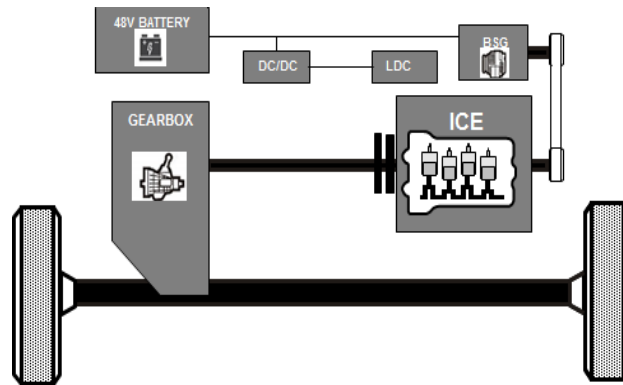 48V BATTERY
BSG
DC/DC
LDC
GEARBOX
ICE